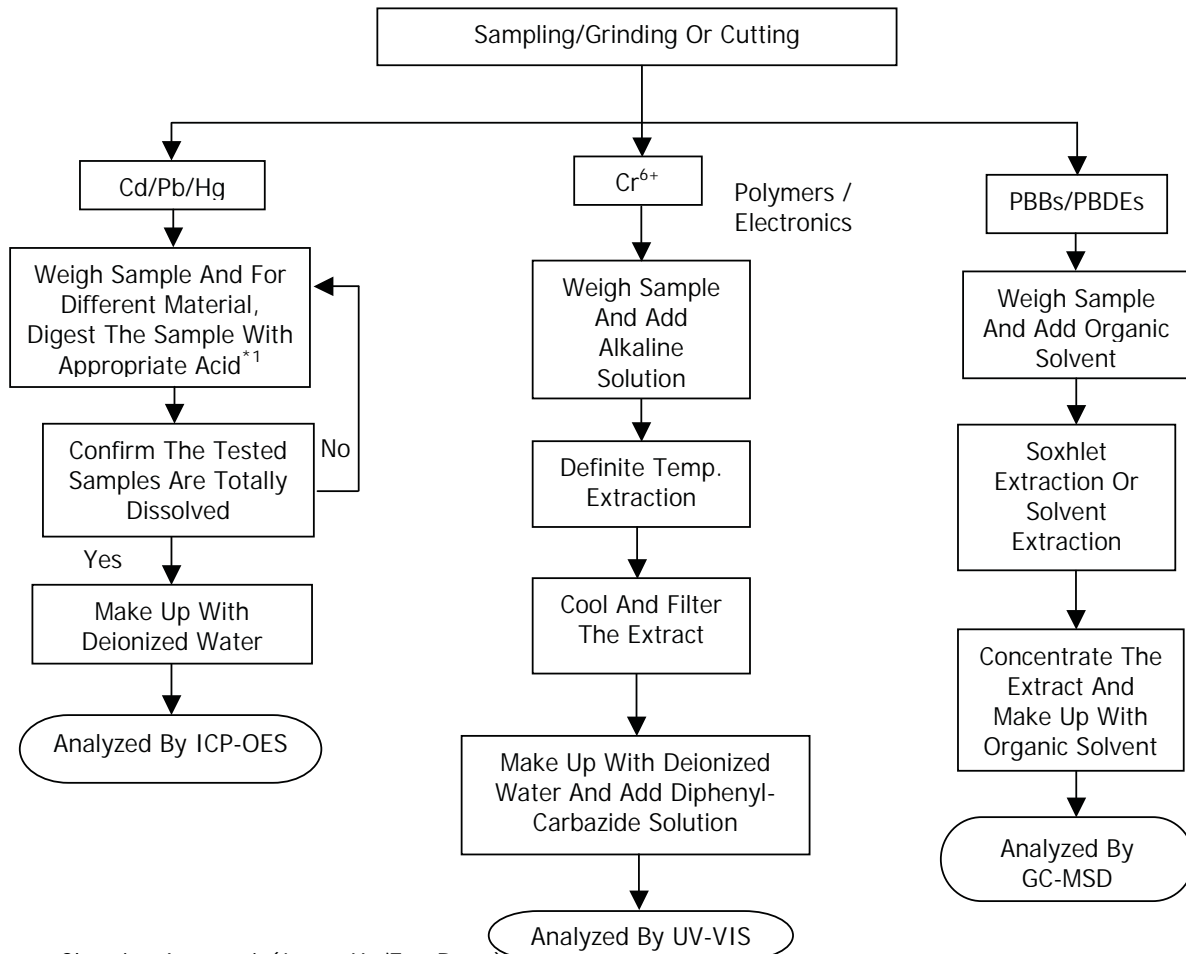 Sampling/Grinding Or Cutting
Cd/Pb/Hg
Weigh Sample And For
Different Material,
Digest The Sample With
Appropriate Acid*1
Confirm The Tested
Samples Are Totally
Dissolved
No
Yes
Make Up With
Deionized Water
Analyzed By ICP-OES
Cr6+
Polymers /
Electronics
Weigh Sample
And Add
Alkaline
Solution
Definite Temp.
Extraction
Cool And Filter
The Extract
Make Up With Deionized
Water And Add Diphenyl-
Carbazide Solution
Analyzed By UV-VIS
PBBs/PBDEs
Weigh Sample
And Add Organic
Solvent
Soxhlet
Extraction Or
Solvent
Extraction
Concentrate The
Extract And
Make Up With
Organic Solvent
Analyzed By
GC-MSD